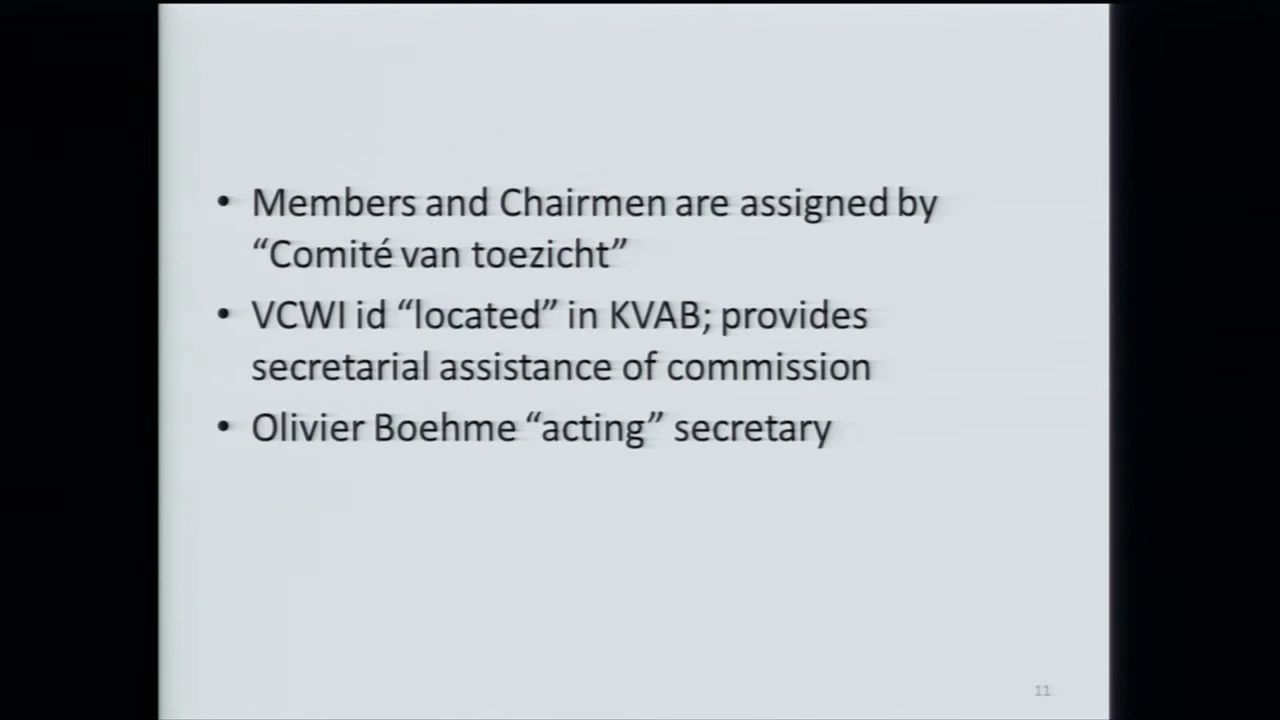 • Members and Chairmen are assigned by
“Comité van toezicht”
• VCWI id “located” in KVAB; provides
secretarial assistance of commission
• Olivier Boehme “acting” secretary
11